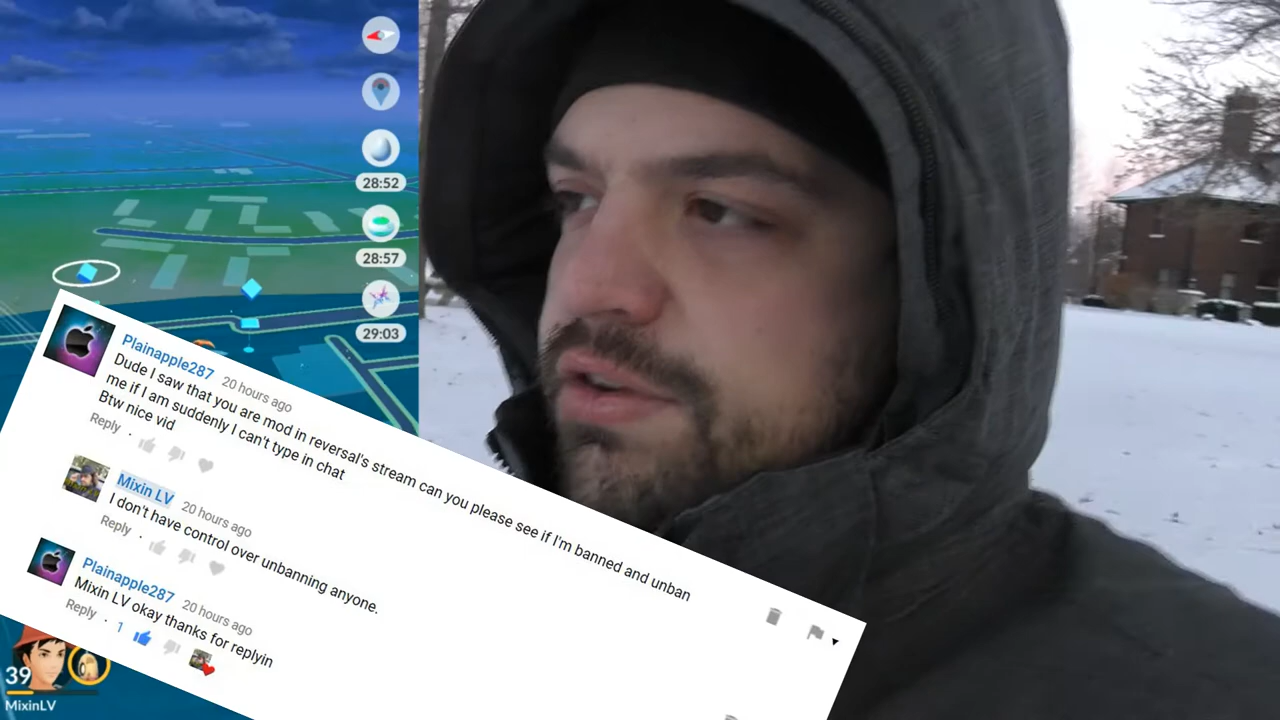 28:52
28:57
29:03
Plainapple287 20 hours ago
Dude I saw that you are mod in reversal's stream can you please see if I'm banned and unban
me if I am suddenly I can't type in chat
Btw nice vid
Reply
Mixin LV 20 hours ago
I don't have control over unbanning anyone.
Reply
Plainapple287 20 hours ago
Mixin LV okay thanks for replyin
Reply 1
39
MixinLV